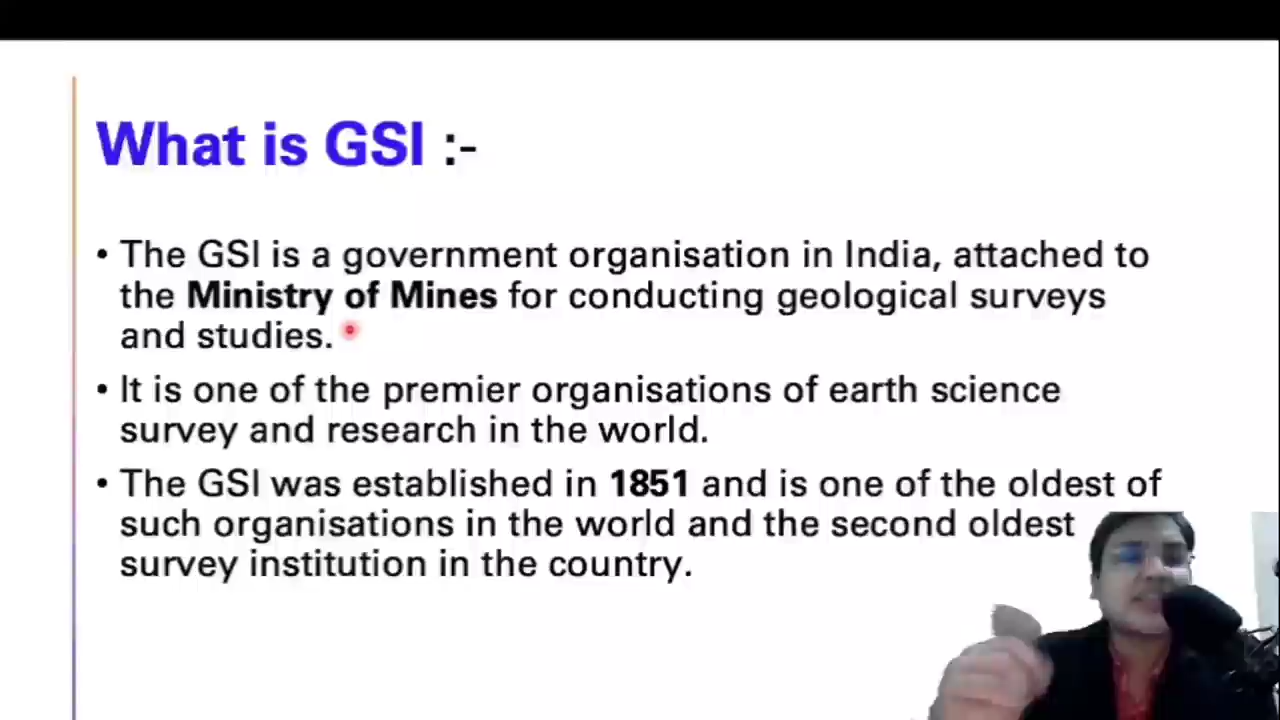 What is GSI :-
• The GSI is a government organisation in India, attached to
the Ministry of Mines for conducting geological surveys
and studies.
• It is one of the premier organisations of earth science
survey and research in the world.
• The GSI was established in 1851 and is one of the oldest of
such organisations in the world and the second oldest
survey institution in the country.